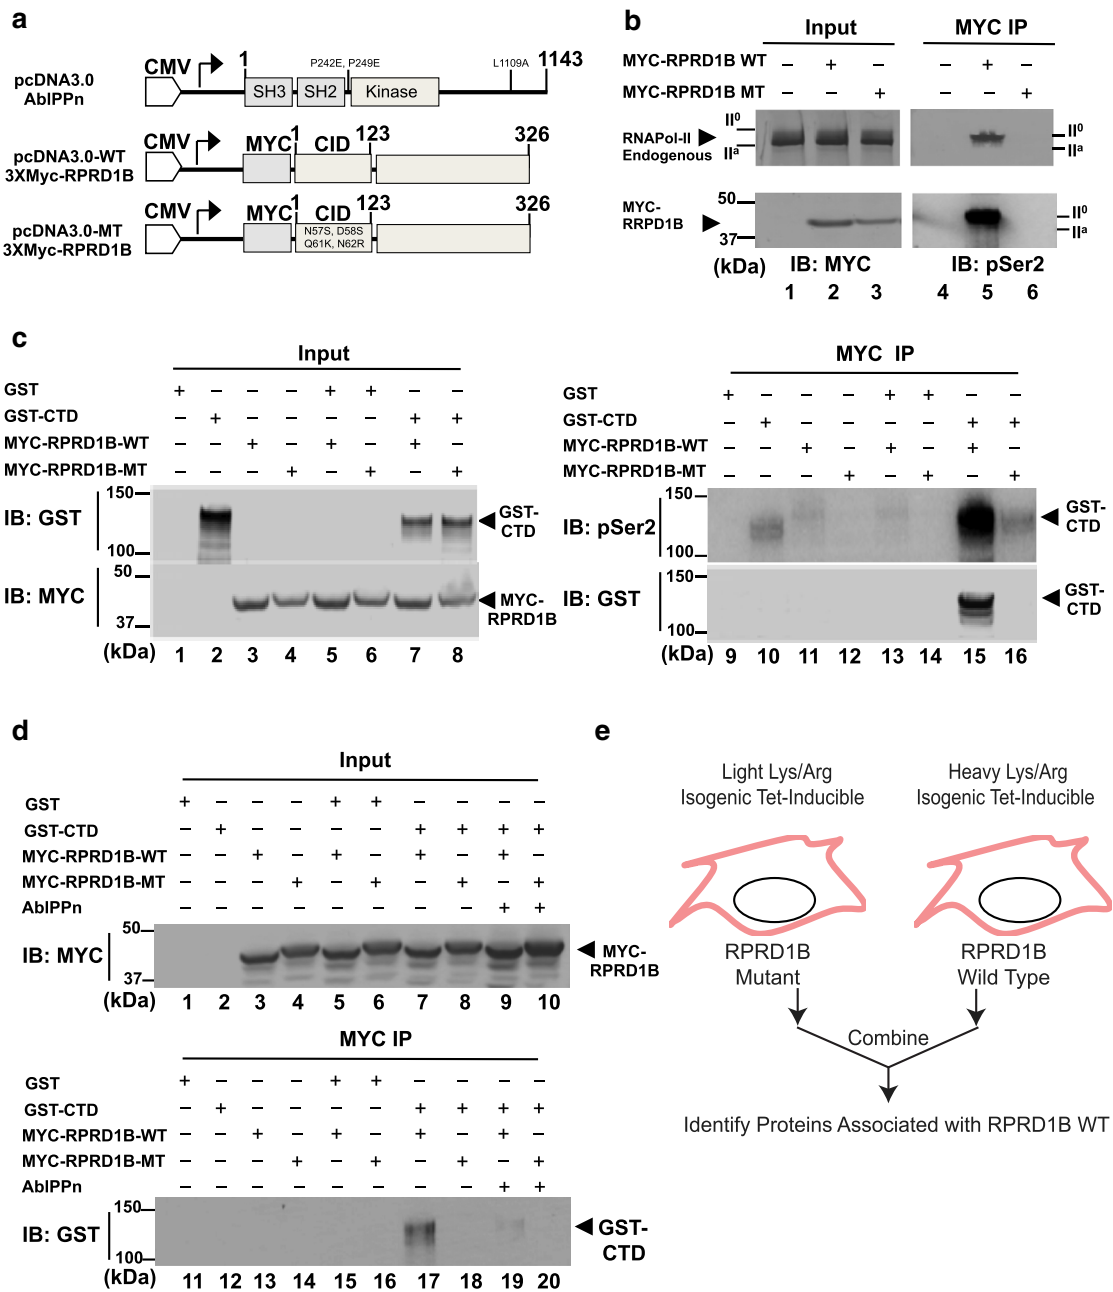 a
pcDNA3.0
AblPPn
CMV
1
P242E, P249E
L1109A
1143
SH3
SH2
Kinase
pcDNA3.0-WT
3XMyc-RPRD1B
CMV
MYC
1
CID
123
326
pcDNA3.0-MT
3XMyc-RPRD1B
CMV
MYC
1
CID
123
326
N57S, D58S
Q61K, N62R
b
Input
MYC IP
MYC-RPRD1B WT – + – – + –
MYC-RPRD1B MT – – + – – +
RNAPol-II
Endogenous
II⁰
IIᵃ
II⁰
IIᵃ
MYC-
RRPD1B
50
37
II⁰
IIᵃ
(kDa)
IB: MYC
IB: pSer2
1 2 3 4 5 6
c
Input
GST + – – – + + – –
GST-CTD – + – – – – + +
MYC-RPRD1B-WT – – + – + – + –
MYC-RPRD1B-MT – – – + – + – +
IB: GST
150
100
GST-
CTD
IB: MYC
50
37
MYC-
RPRD1B
(kDa)
1 2 3 4 5 6 7 8
MYC IP
GST + – – – + + – –
GST-CTD – + – – – – + +
MYC-RPRD1B-WT – – + – + – + –
MYC-RPRD1B-MT – – – + – + – +
IB: pSer2
150
100
GST-
CTD
IB: GST
150
100
GST-
CTD
(kDa)
9 10 11 12 13 14 15 16
d
Input
GST + – – – + + – – – –
GST-CTD – + – – – – + + + +
MYC-RPRD1B-WT – – + – + – + – + –
MYC-RPRD1B-MT – – – + – + – + – +
AblPPn – – – – – – – – + +
IB: MYC
50
37
MYC-
RPRD1B
(kDa)
1 2 3 4 5 6 7 8 9 10
MYC IP
GST + – – – + + – – – –
GST-CTD – + – – – – + + + +
MYC-RPRD1B-WT – – + – + – + – + –
MYC-RPRD1B-MT – – – + – + – + – +
AblPPn – – – – – – – – + +
IB: GST
150
100
GST-
CTD
(kDa)
11 12 13 14 15 16 17 18 19 20
e
Light Lys/Arg
Isogenic Tet-Inducible
Heavy Lys/Arg
Isogenic Tet-Inducible
RPRD1B
Mutant
RPRD1B
Wild Type
Combine
Identify Proteins Associated with RPRD1B WT